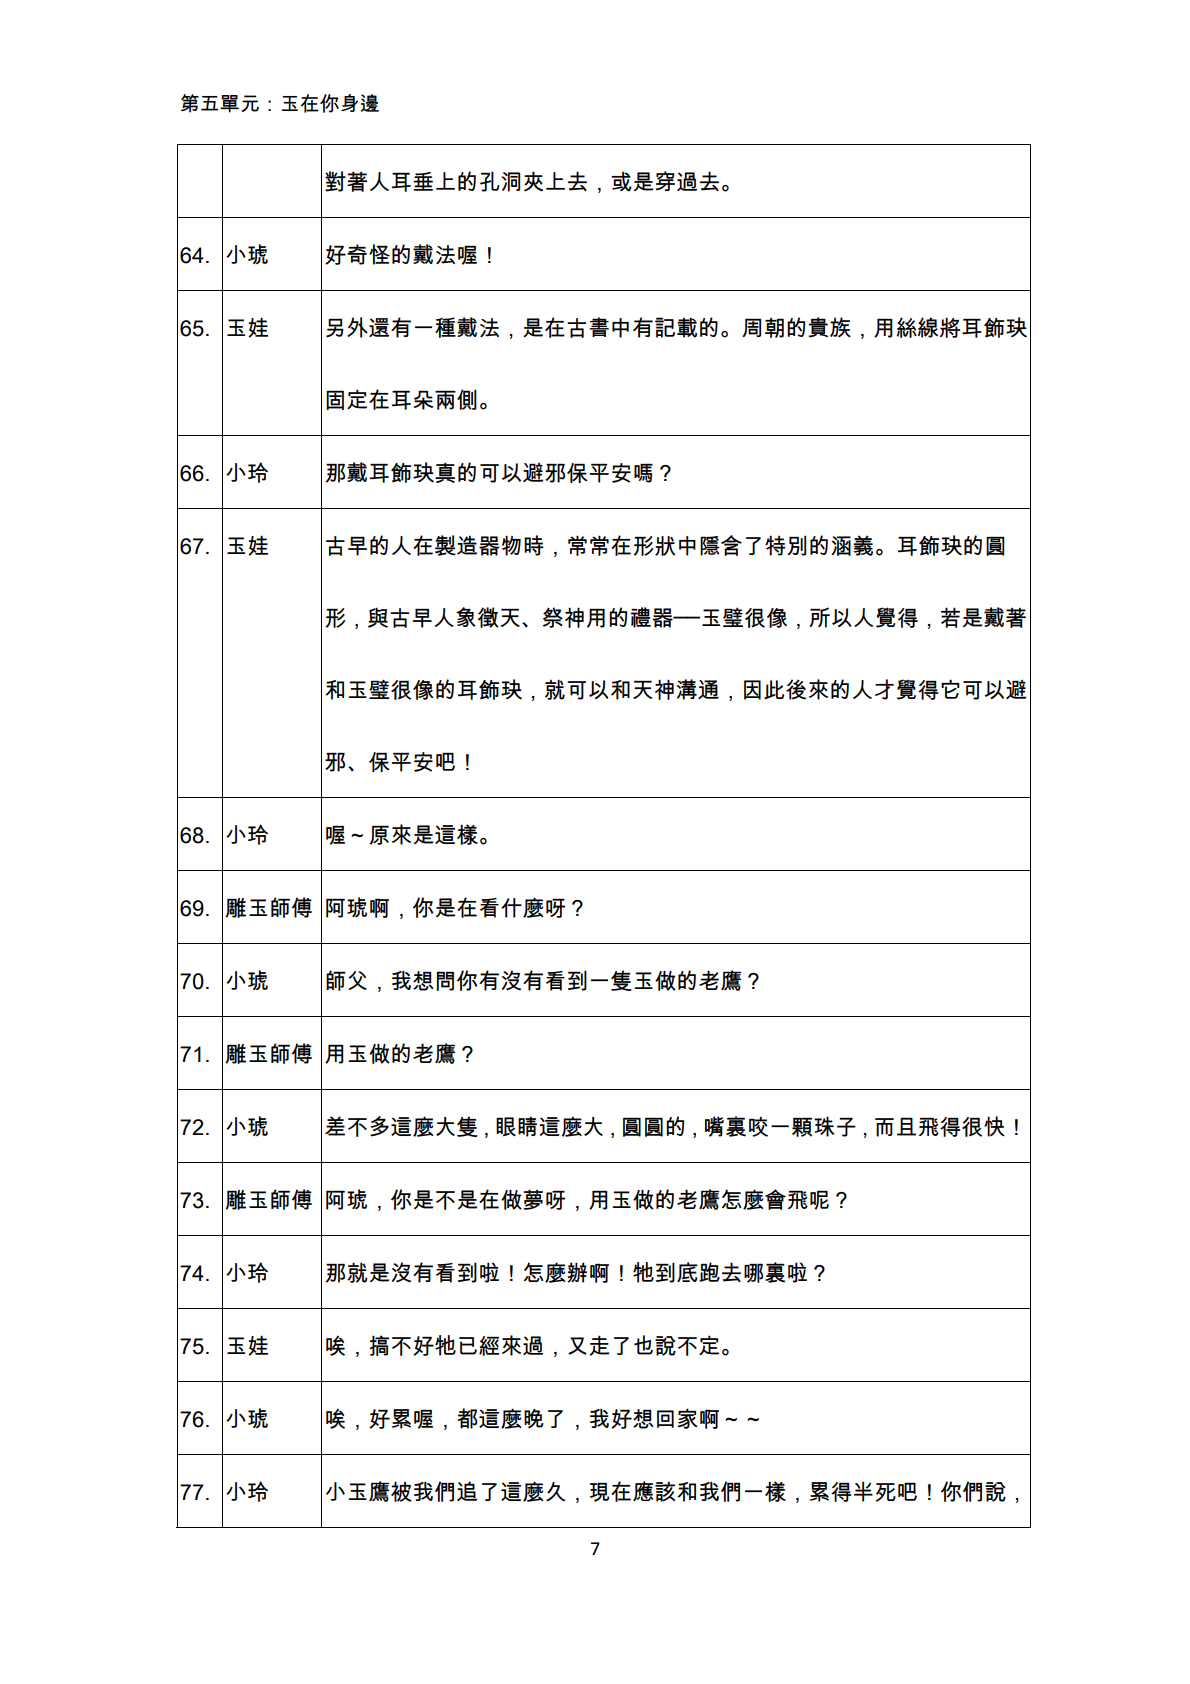 第五單元：玉在你身邊
對著人耳垂上的孔洞夾上去，或是穿過去。
64. 小琥 好奇怪的戴法喔！
65. 玉娃 另外還有一種戴法，是在古書中有記載的。周朝的貴族，用絲線將耳飾玦
固定在耳朵兩側。
66. 小玲 那戴耳飾玦真的可以避邪保平安嗎？
67. 玉娃 古早的人在製造器物時，常常在形狀中隱含了特別的涵義。耳飾玦的圓
形，與古早人象徵天、祭神用的禮器──玉璧很像，所以人覺得，若是戴著
和玉璧很像的耳飾玦，就可以和天神溝通，因此後來的人才覺得它可以避
邪、保平安吧！
68. 小玲 喔～原來是這樣。
69. 雕玉師傅 阿琥啊，你是在看什麼呀？
70. 小琥 師父，我想問你有沒有看到一隻玉做的老鷹？
71. 雕玉師傅 用玉做的老鷹？
72. 小琥 差不多這麼大隻，眼睛這麼大，圓圓的，嘴裏咬一顆珠子，而且飛得很快！
73. 雕玉師傅 阿琥，你是不是在做夢呀，用玉做的老鷹怎麼會飛呢？
74. 小玲 那就是沒有看到啦！怎麼辦啊！牠到底跑去哪裏啦？
75. 玉娃 唉，搞不好牠已經來過，又走了也說不定。
76. 小琥 唉，好累喔，都這麼晚了，我好想回家啊～～
77. 小玲 小玉鷹被我們追了這麼久，現在應該和我們一樣，累得半死吧！你們說，
7